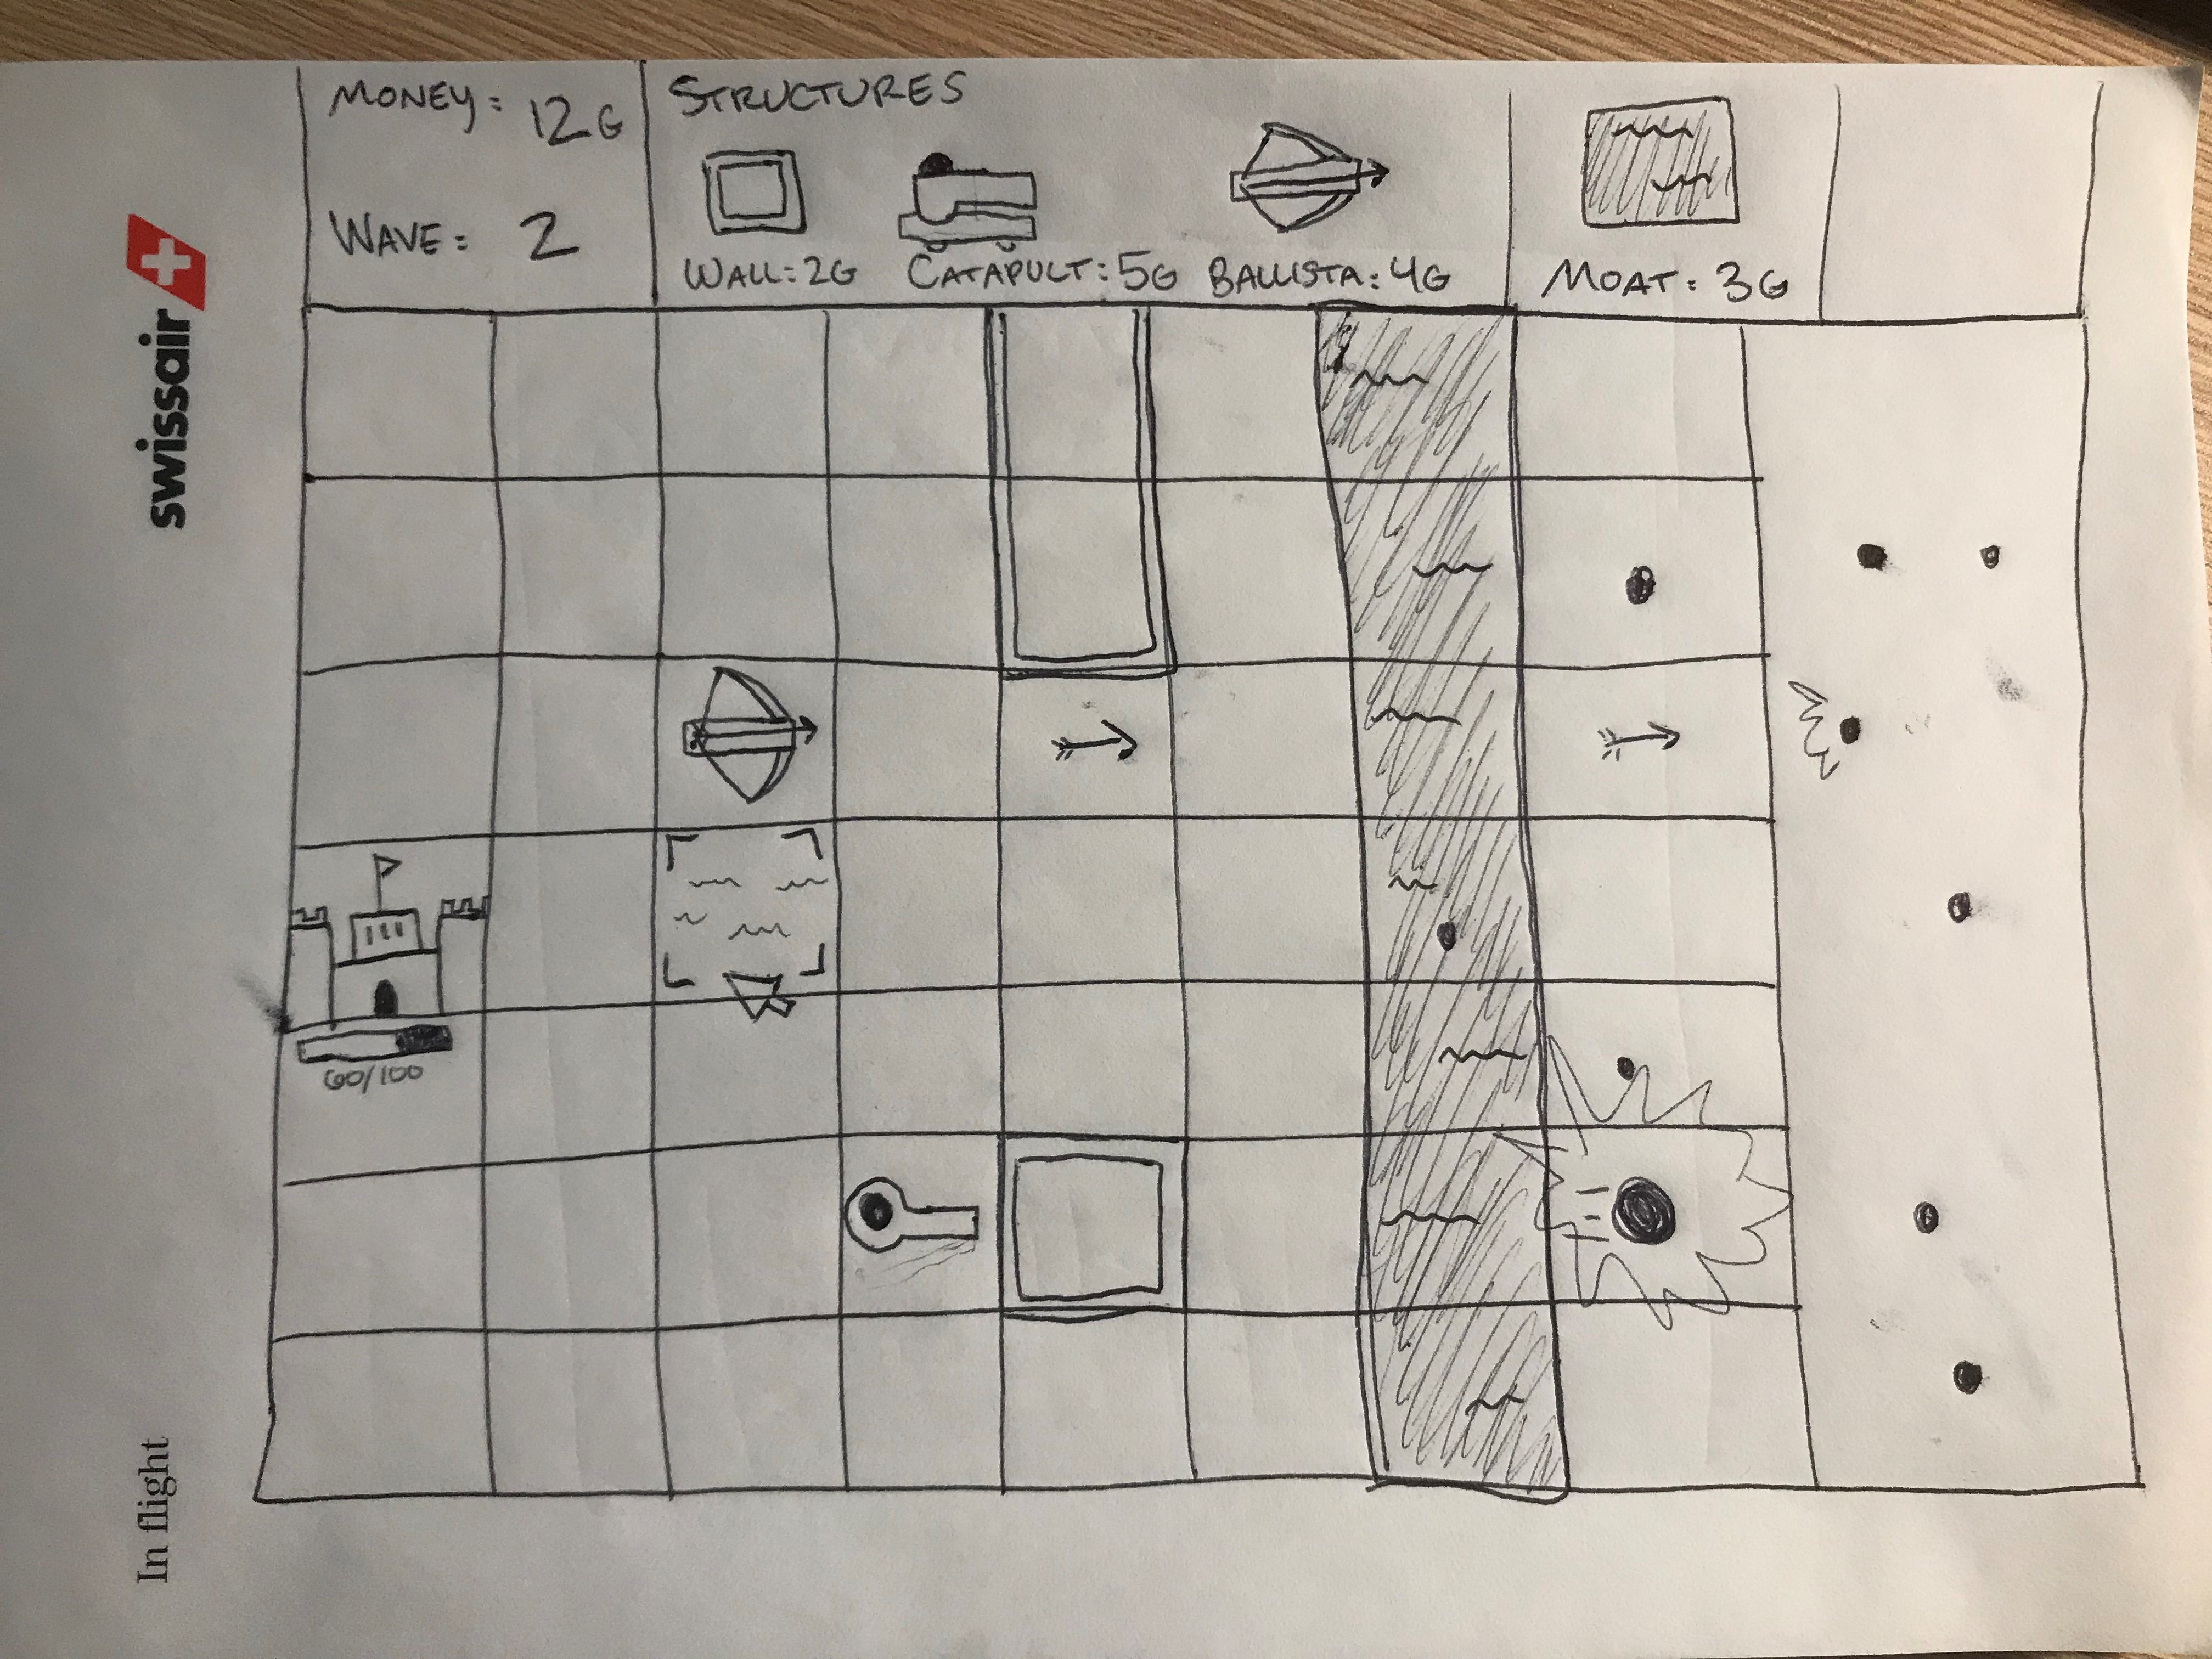 MONEY: 12G
WAVE: 2
STRUCTURES
WALL: 2G
CATAPULT: 5G
BALLISTA: 4G
MOAT: 3G
60/100
swissair
In flight